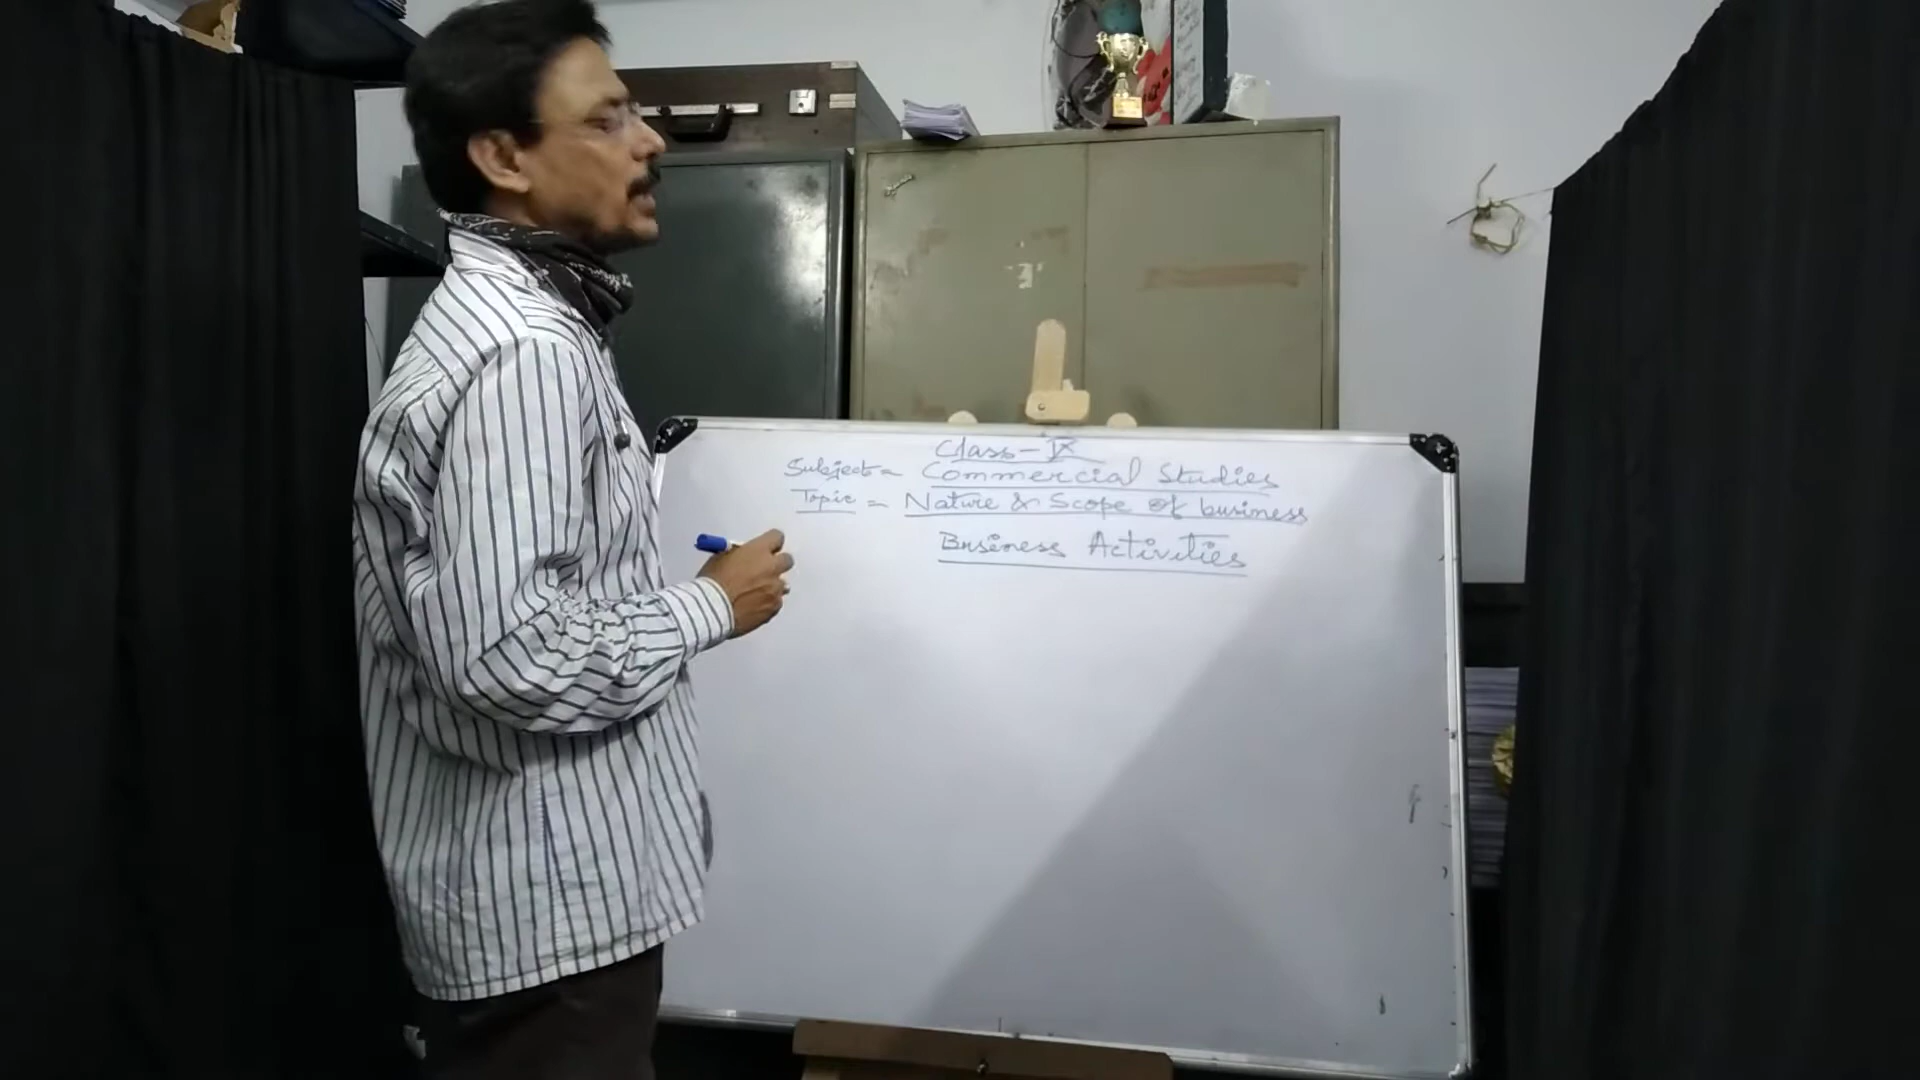 Class-IX
Subject = Commercial Studies
Topic = Nature & Scope of business
Business Activities